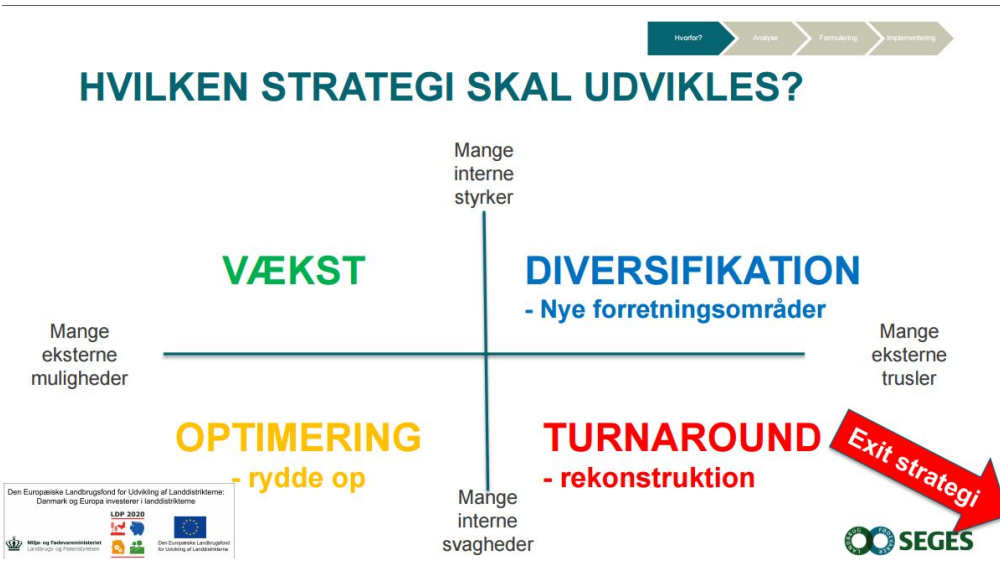 Hvorfor?
Analyse
Formulering
Implementering
HVILKEN STRATEGI SKAL UDVIKLES?
Mange
interne
styrker
VÆKST
DIVERSIFIKATION
- Nye forretningsområder
Mange
eksterne
muligheder
Mange
eksterne
trusler
OPTIMERING
- rydde op
TURNAROUND
- rekonstruktion
Exit strategi
Mange
interne
svagheder
Den Europæiske Landbrugsfond for Udvikling af Landdistrikterne:
Danmark og Europa investerer i landdistrikterne
LDP 2020
Miljø- og Fødevareministeriet
Landbrugs- og Fiskeristyrelsen
Den Europæiske Landbrugsfond
for Udvikling af Landdistrikterne
SEGES